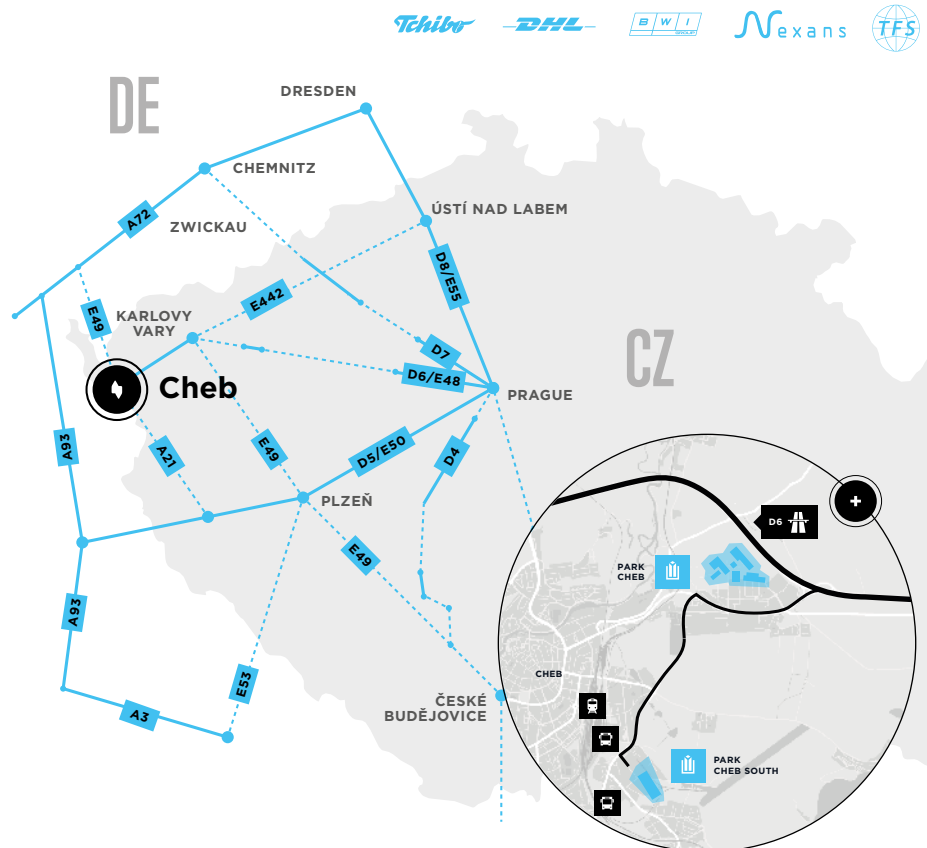 Tchibo
DHL
BWI
GROUP
Nexans
TFS
DE
DRESDEN
CHEMNITZ
A72
ZWICKAU
ÚSTÍ NAD LABEM
D8/E55
E442
E49
KARLOVY
VARY
D7
D6/E48
CZ
Cheb
PRAGUE
A93
A21
E49
D5/E50
D4
PLZEŇ
E49
A93
E53
A3
ČESKÉ
BUDĚJOVICE
+
D6
PARK
CHEB
CHEB
PARK
CHEB SOUTH